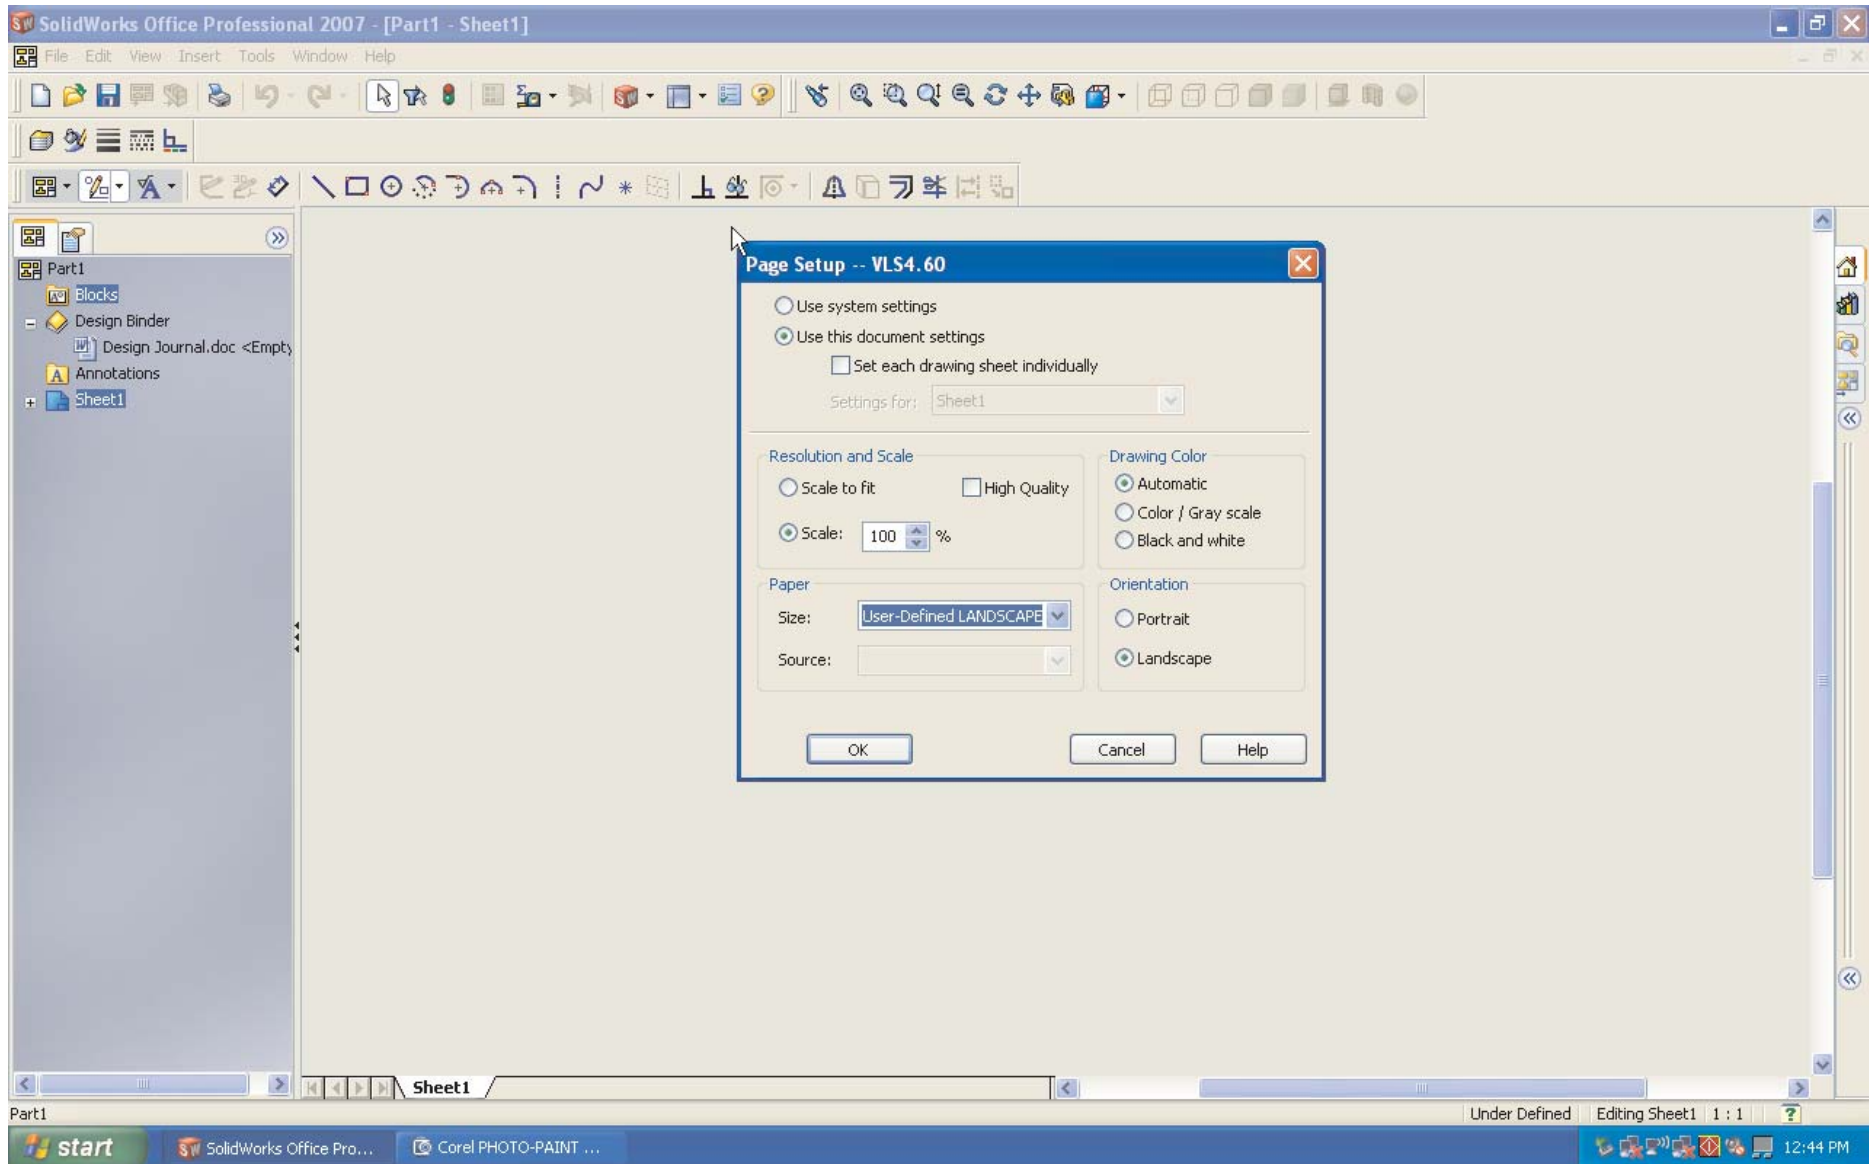 SolidWorks Office Professional 2007 - [Part1 - Sheet1]
File Edit View Insert Tools Window Help
Part1
Blocks
Design Binder
Design Journal.doc <Empty
Annotations
Sheet1
Page Setup -- VLS4.60
Use system settings
Use this document settings
Set each drawing sheet individually
Settings for: Sheet1
Resolution and Scale
Scale to fit High Quality
Scale: 100 %
Drawing Color
Automatic
Color / Gray scale
Black and white
Paper
Size: User-Defined LANDSCAPE
Source:
Orientation
Portrait
Landscape
OK Cancel Help
Sheet1
Part1 Under Defined Editing Sheet1 1 : 1
start SolidWorks Office Pro... Corel PHOTO-PAINT ... 12:44 PM